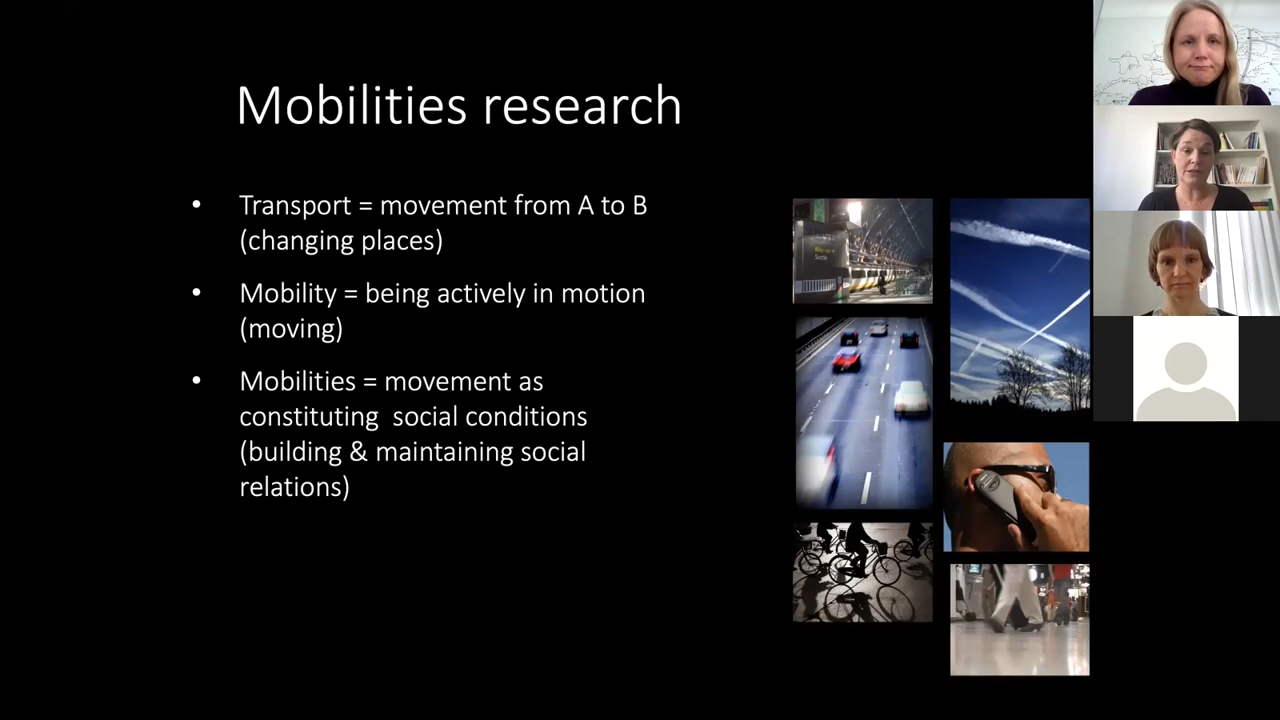 Mobilities research
• Transport = movement from A to B
(changing places)
• Mobility = being actively in motion
(moving)
• Mobilities = movement as
constituting  social conditions
(building & maintaining social
relations)